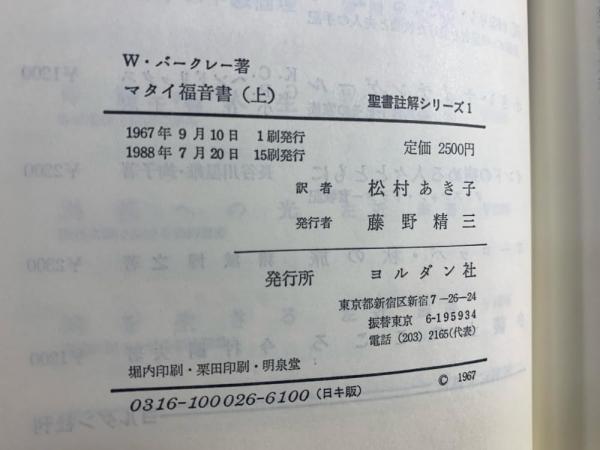 W・バークレー著
マタイ福音書（上）
聖書註解シリーズ1
1967年9月10日 1刷発行
1988年7月20日 15刷発行
定価 2500円
訳者 松村あき子
発行者 藤野精三
発行所 ヨルダン社
東京都新宿区新宿7-26-24
振替東京 6-195934
電話 (203) 2165(代表)
堀内印刷・栗田印刷・明泉堂
© 1967
0316-100026-6100 (日キ版)